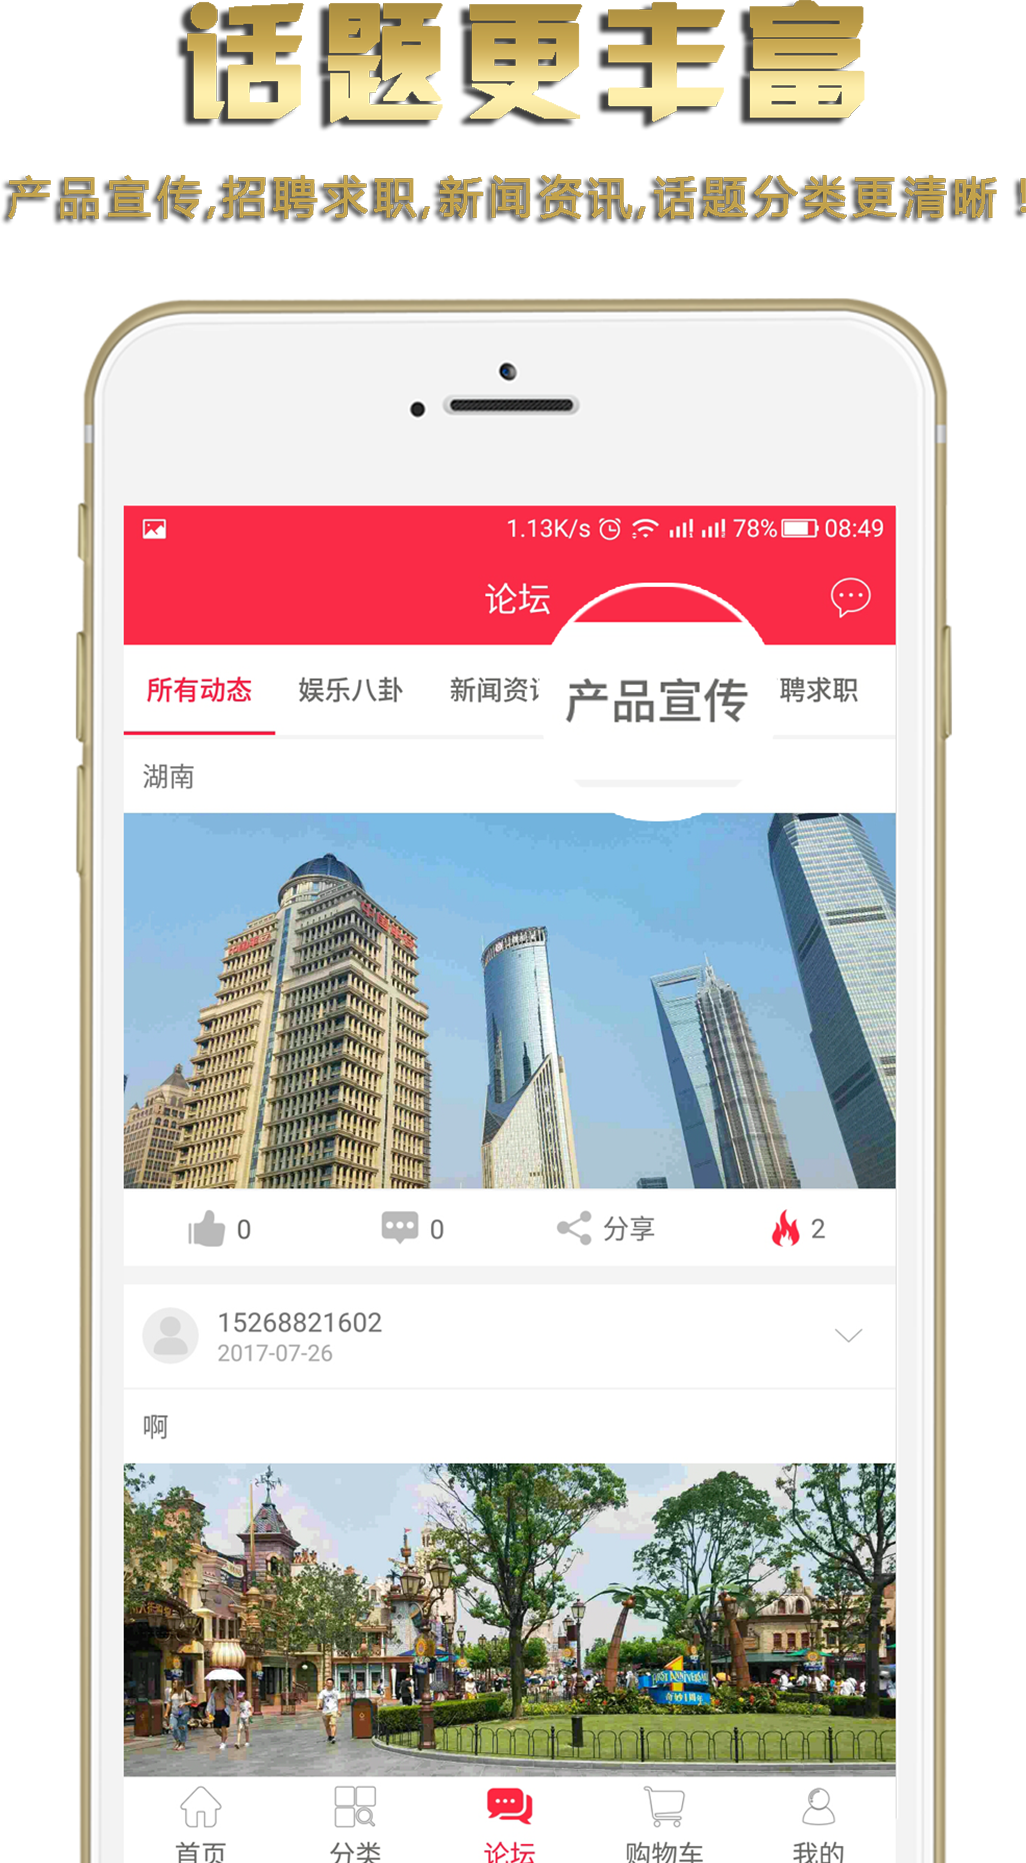 话题更丰富
产品宣传,招聘求职,新闻资讯,话题分类更清晰!
1.13K/s 78% 08:49
论坛
所有动态 娱乐八卦 新闻资讯 产品宣传 聘求职
湖南
0 0 分享 2
15268821602
2017-07-26
啊
首页 分类 论坛 购物车 我的